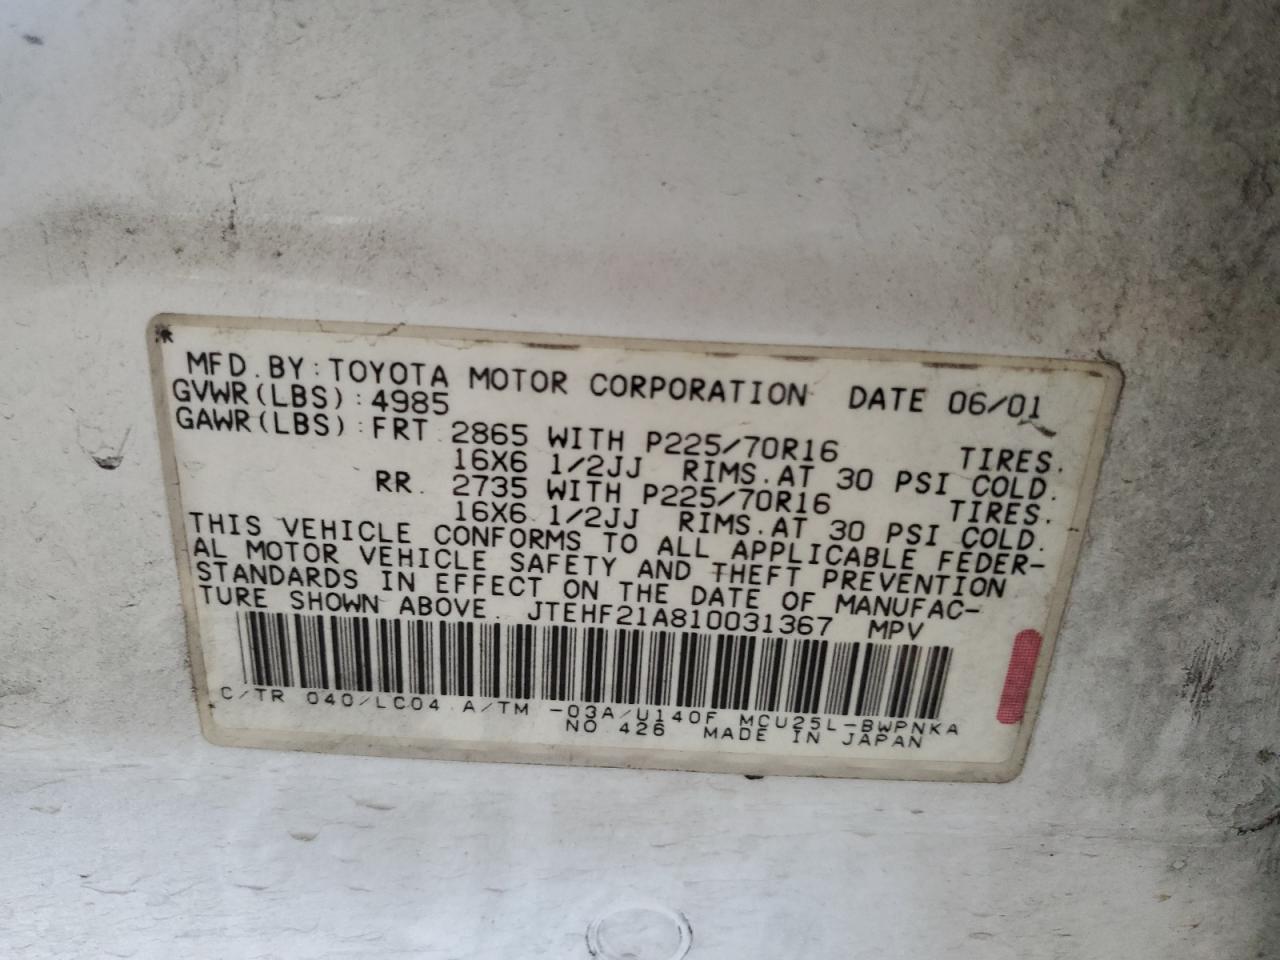 MFD. BY: TOYOTA MOTOR CORPORATION DATE 06/01
GVWR(LBS): 4985
GAWR(LBS): FRT 2865 WITH P225/70R16 TIRES.
16X6 1/2JJ RIMS. AT 30 PSI COLD.
RR. 2735 WITH P225/70R16 TIRES.
16X6 1/2JJ RIMS. AT 30 PSI COLD.
THIS VEHICLE CONFORMS TO ALL APPLICABLE FEDER-
AL MOTOR VEHICLE SAFETY AND THEFT PREVENTION
STANDARDS IN EFFECT ON THE DATE OF MANUFAC-
TURE SHOWN ABOVE. JTEHF21A810031367 MPV
C/TR 040/LC04 A/TM -03A/U140F MCU25L-BWPNKA
NO.426 MADE IN JAPAN